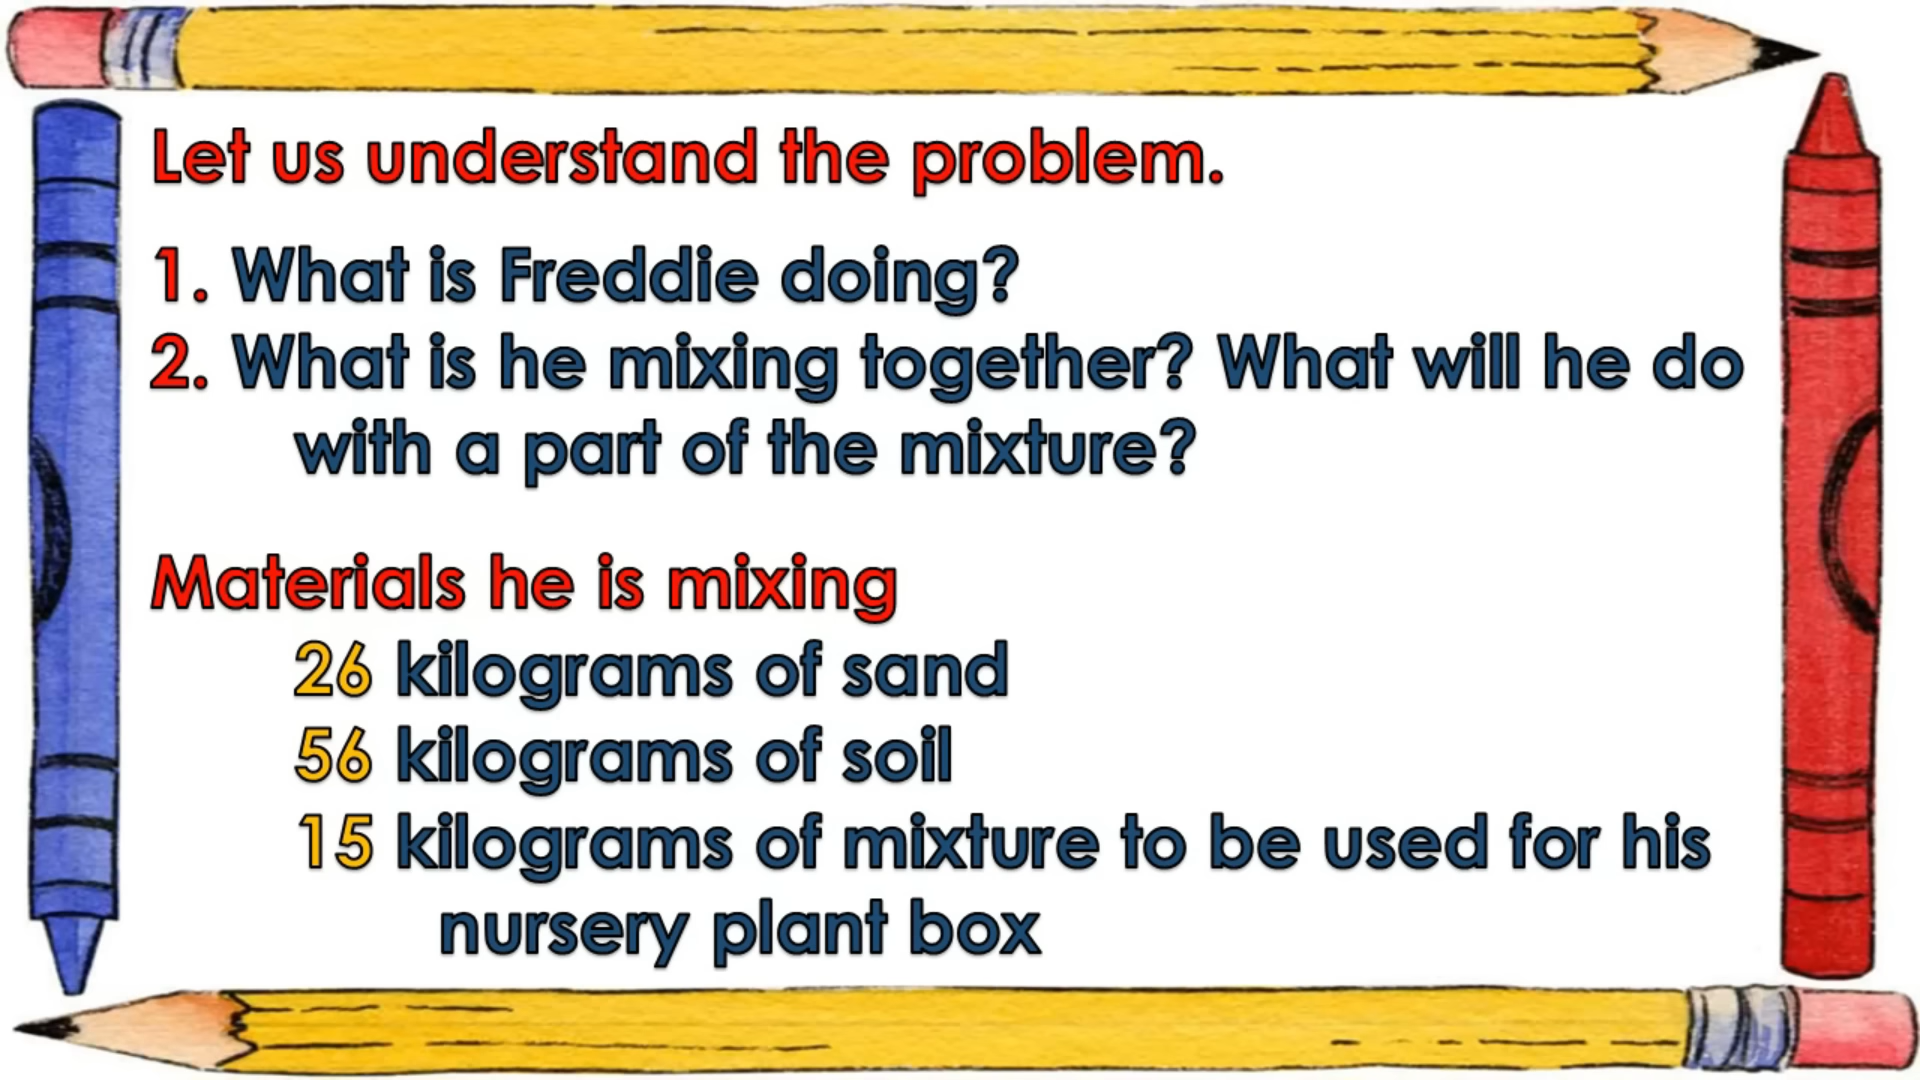 Let us understand the problem.
1. What is Freddie doing?
2. What is he mixing together? What will he do
with a part of the mixture?
Materials he is mixing
26 kilograms of sand
56 kilograms of soil
15 kilograms of mixture to be used for his
nursery plant box